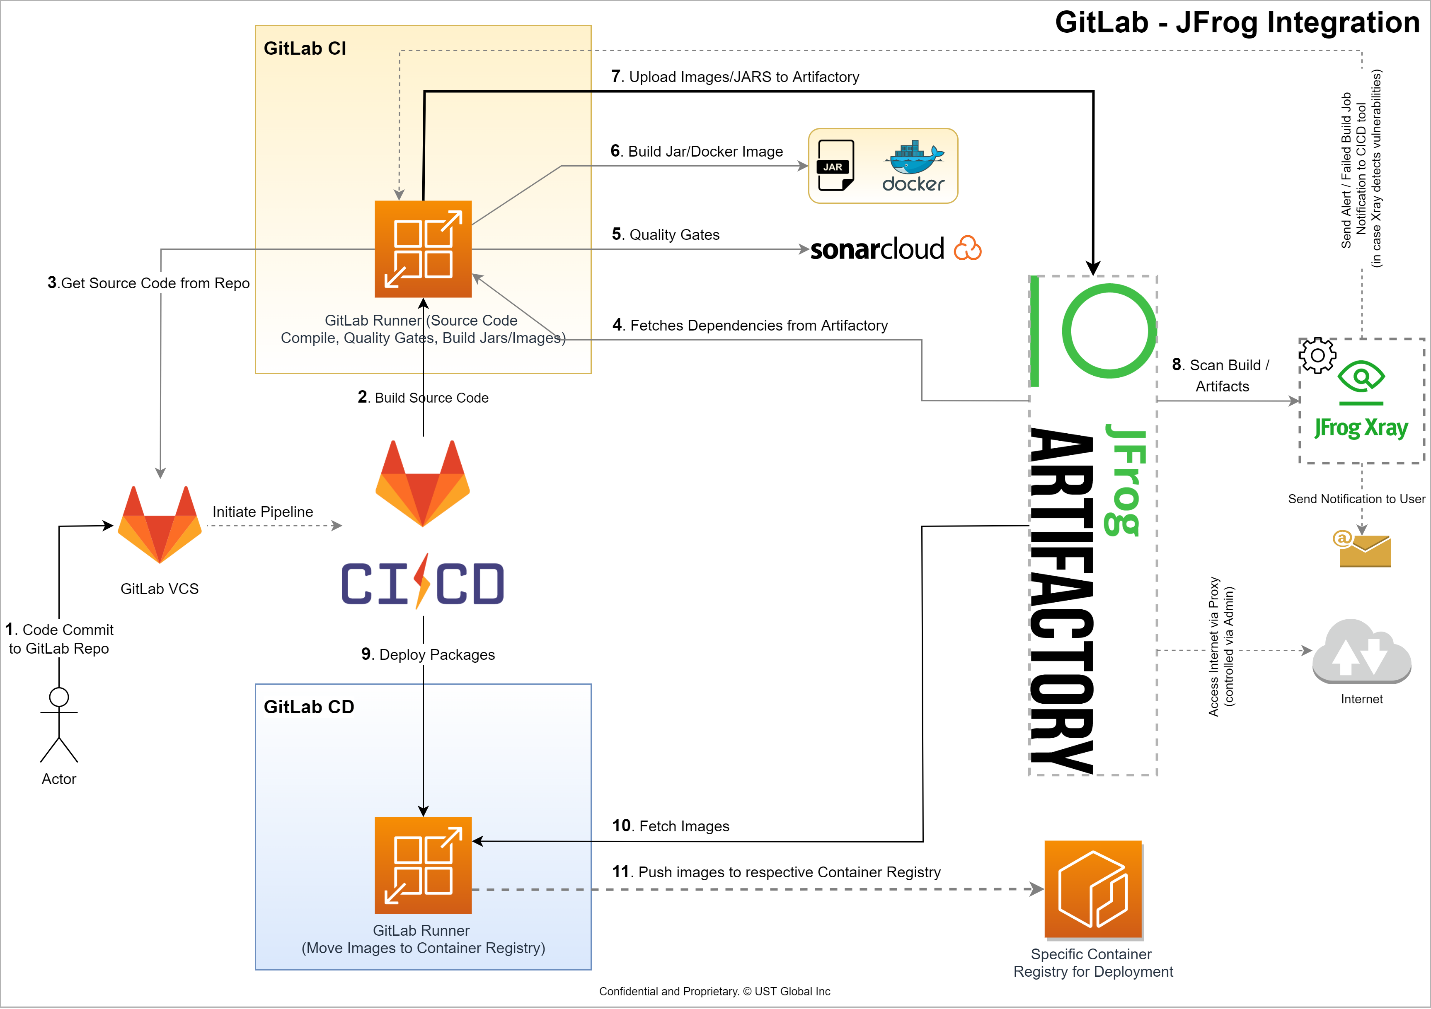 GitLab - JFrog Integration
GitLab CI
7. Upload Images/JARS to Artifactory
Send Alert / Failed Build Job
Notification to CICD tool
(in case Xray detects vulnerabilities)
6. Build Jar/Docker Image
JAR
docker
5. Quality Gates
sonarcloud
3.Get Source Code from Repo
GitLab Runner (Source Code
Compile, Quality Gates, Build Jars/Images)
4. Fetches Dependencies from Artifactory
8. Scan Build /
Artifacts
JFrog Xray
2. Build Source Code
JFrog
ARTIFACTORY
Send Notification to User
@
Initiate Pipeline
GitLab VCS
CI CD
1. Code Commit
to GitLab Repo
Access Internet via Proxy
(controlled via Admin)
Internet
9. Deploy Packages
GitLab CD
Actor
10. Fetch Images
11. Push images to respective Container Registry
GitLab Runner
(Move Images to Container Registry)
Specific Container
Registry for Deployment
Confidential and Proprietary. © UST Global Inc